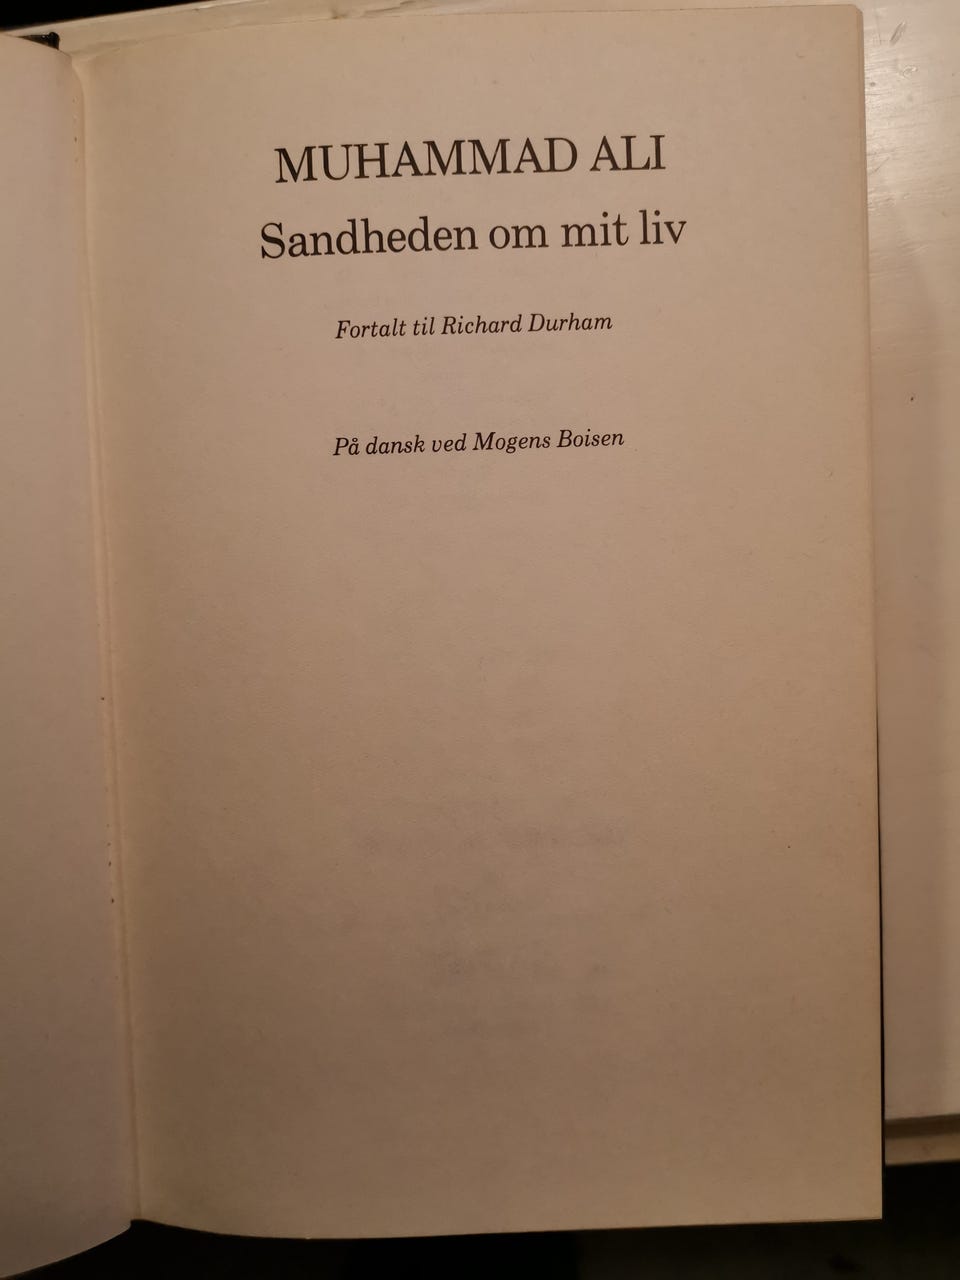 MUHAMMAD ALI
Sandheden om mit liv
Fortalt til Richard Durham
På dansk ved Mogens Boisen